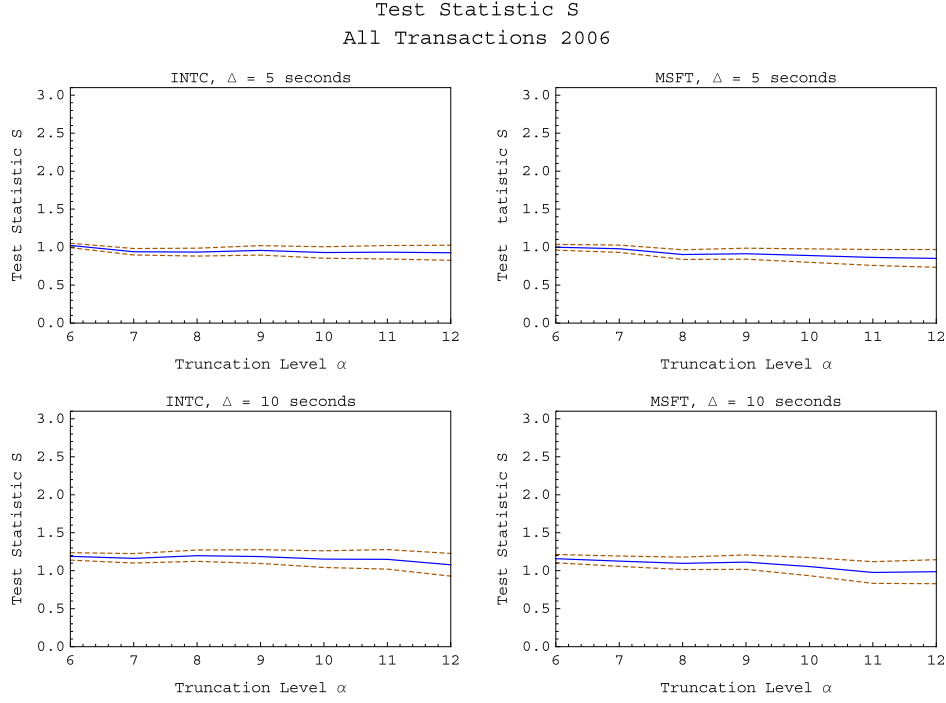 Test Statistic S
All Transactions 2006
INTC, Δ = 5 seconds
3.0
2.5
2.0
1.5
1.0
0.5
0.0
Test Statistic S
6 7 8 9 10 11 12
Truncation Level α
MSFT, Δ = 5 seconds
3.0
2.5
2.0
1.5
1.0
0.5
0.0
Test tatistic S
6 7 8 9 10 11 12
Truncation Level α
INTC, Δ = 10 seconds
3.0
2.5
2.0
1.5
1.0
0.5
0.0
Test Statistic S
6 7 8 9 10 11 12
Truncation Level α
MSFT, Δ = 10 seconds
3.0
2.5
2.0
1.5
1.0
0.5
0.0
Test Statistic S
6 7 8 9 10 11 12
Truncation Level α